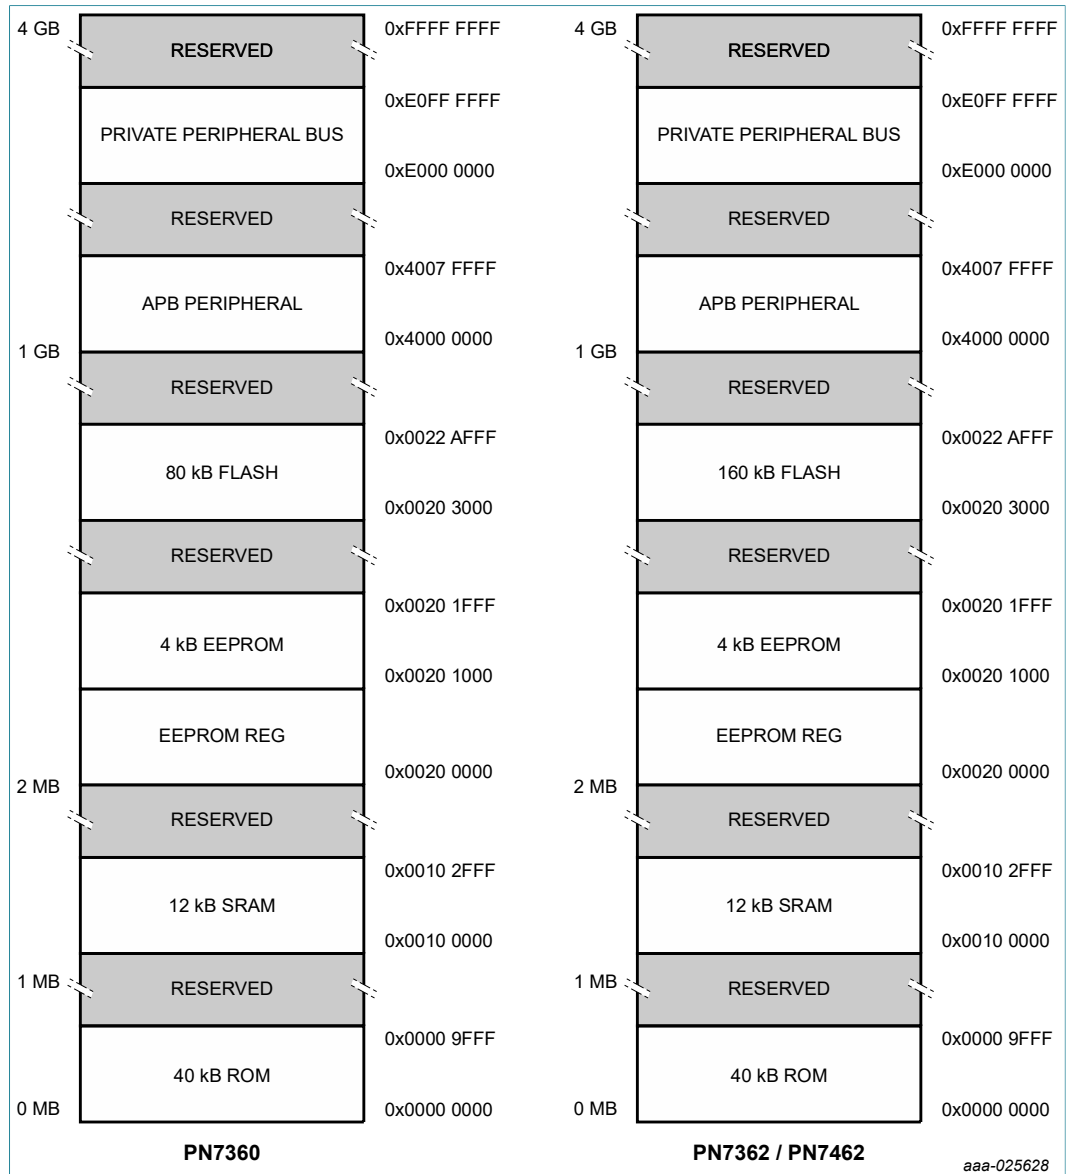 4 GB
RESERVED
0xFFFF FFFF
0xE0FF FFFF
PRIVATE PERIPHERAL BUS
0xE000 0000
RESERVED
0x4007 FFFF
APB PERIPHERAL
0x4000 0000
1 GB
RESERVED
0x0022 AFFF
80 kB FLASH
0x0020 3000
RESERVED
0x0020 1FFF
4 kB EEPROM
0x0020 1000
EEPROM REG
0x0020 0000
2 MB
RESERVED
0x0010 2FFF
12 kB SRAM
0x0010 0000
1 MB
RESERVED
0x0000 9FFF
40 kB ROM
0 MB
0x0000 0000
PN7360
4 GB
RESERVED
0xFFFF FFFF
0xE0FF FFFF
PRIVATE PERIPHERAL BUS
0xE000 0000
RESERVED
0x4007 FFFF
APB PERIPHERAL
0x4000 0000
1 GB
RESERVED
0x0022 AFFF
160 kB FLASH
0x0020 3000
RESERVED
0x0020 1FFF
4 kB EEPROM
0x0020 1000
EEPROM REG
0x0020 0000
2 MB
RESERVED
0x0010 2FFF
12 kB SRAM
0x0010 0000
1 MB
RESERVED
0x0000 9FFF
40 kB ROM
0 MB
0x0000 0000
PN7362 / PN7462
aaa-025628